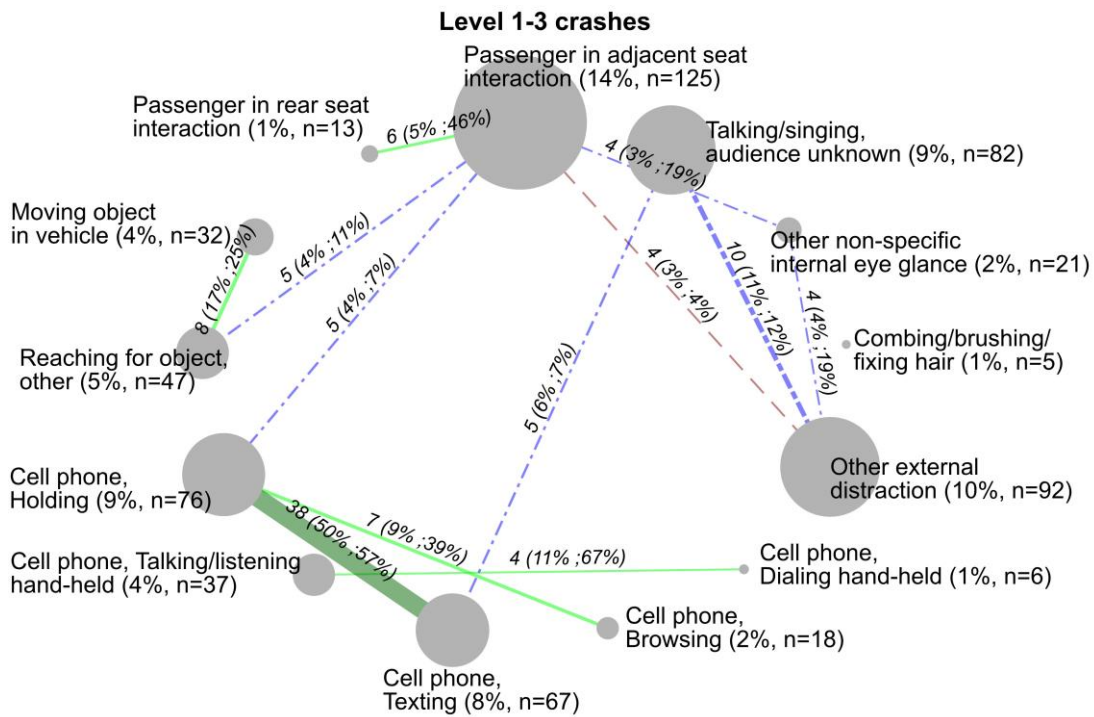 Level 1-3 crashes
Passenger in adjacent seat
interaction (14%, n=125)
Passenger in rear seat
interaction (1%, n=13)
6 (5% ;46%)
4 (3% ;19%)
Talking/singing,
audience unknown (9%, n=82)
Moving object
in vehicle (4%, n=32)
8 (17% ;25%)
5 (4% ;11%)
5 (4% ;7%)
4 (3% ;4%)
10 (11% ;12%)
Other non-specific
internal eye glance (2%, n=21)
4 (4% ;19%)
Combing/brushing/
fixing hair (1%, n=5)
Reaching for object,
other (5%, n=47)
5 (6% ;7%)
Cell phone,
Holding (9%, n=76)
Other external
distraction (10%, n=92)
38 (50% ;57%)
7 (9% ;39%)
Cell phone, Talking/listening
hand-held (4%, n=37)
4 (11% ;67%)
Cell phone,
Dialing hand-held (1%, n=6)
Cell phone,
Browsing (2%, n=18)
Cell phone,
Texting (8%, n=67)